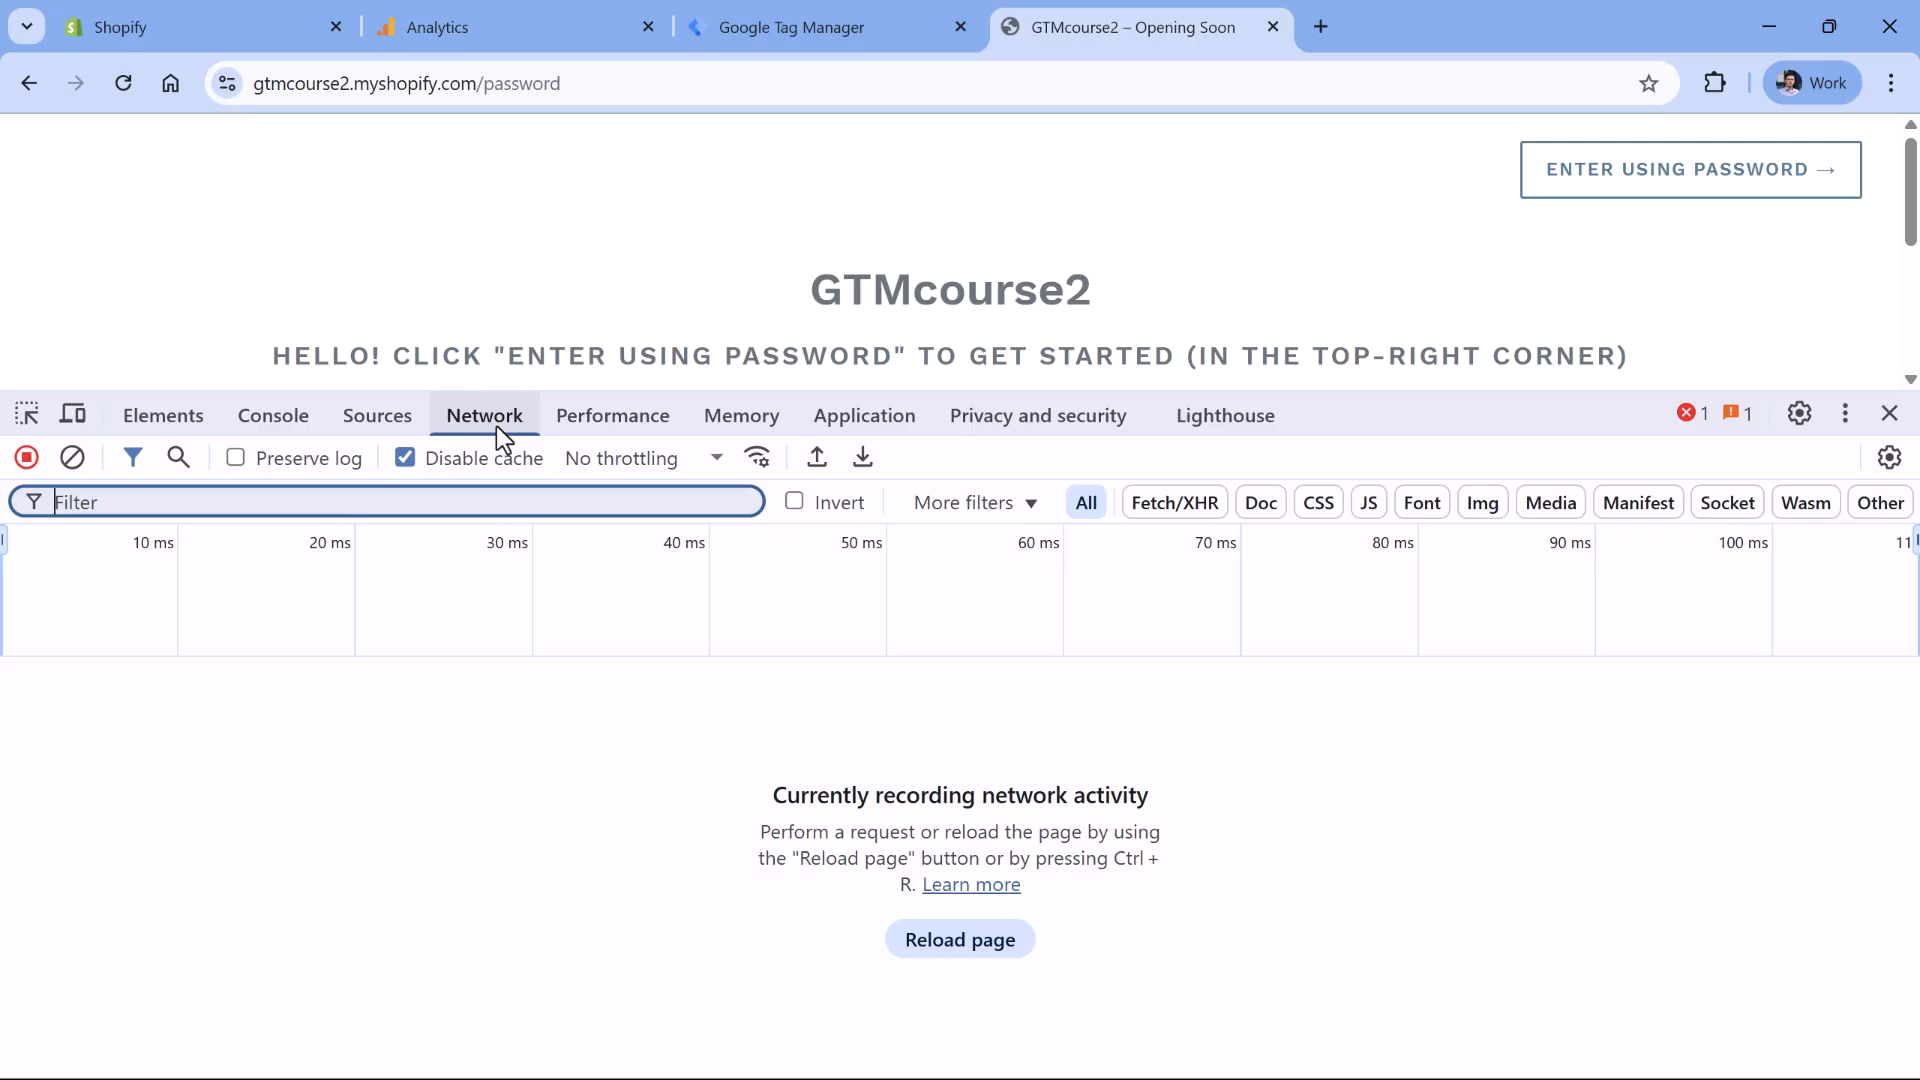 Shopify
Analytics
Google Tag Manager
GTMcourse2 – Opening Soon
gtmcourse2.myshopify.com/password
Work
ENTER USING PASSWORD →
GTMcourse2
HELLO! CLICK "ENTER USING PASSWORD" TO GET STARTED (IN THE TOP-RIGHT CORNER)
Elements Console Sources Network Performance Memory Application Privacy and security Lighthouse 1 1
Preserve log Disable cache No throttling
Filter Invert More filters All Fetch/XHR Doc CSS JS Font Img Media Manifest Socket Wasm Other
10 ms 20 ms 30 ms 40 ms 50 ms 60 ms 70 ms 80 ms 90 ms 100 ms 11
Currently recording network activity
Perform a request or reload the page by using
the "Reload page" button or by pressing Ctrl +
R. Learn more
Reload page